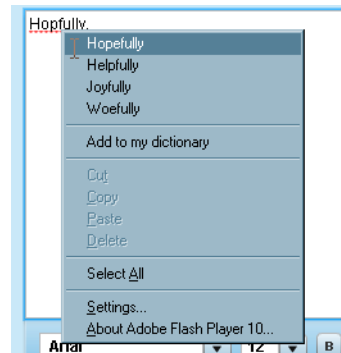 Hopfully,
Hopefully
Helpfully
Joyfully
Woefully
Add to my dictionary
Cut
Copy
Paste
Delete
Select All
Settings...
About Adobe Flash Player 10...
Arial 12 B